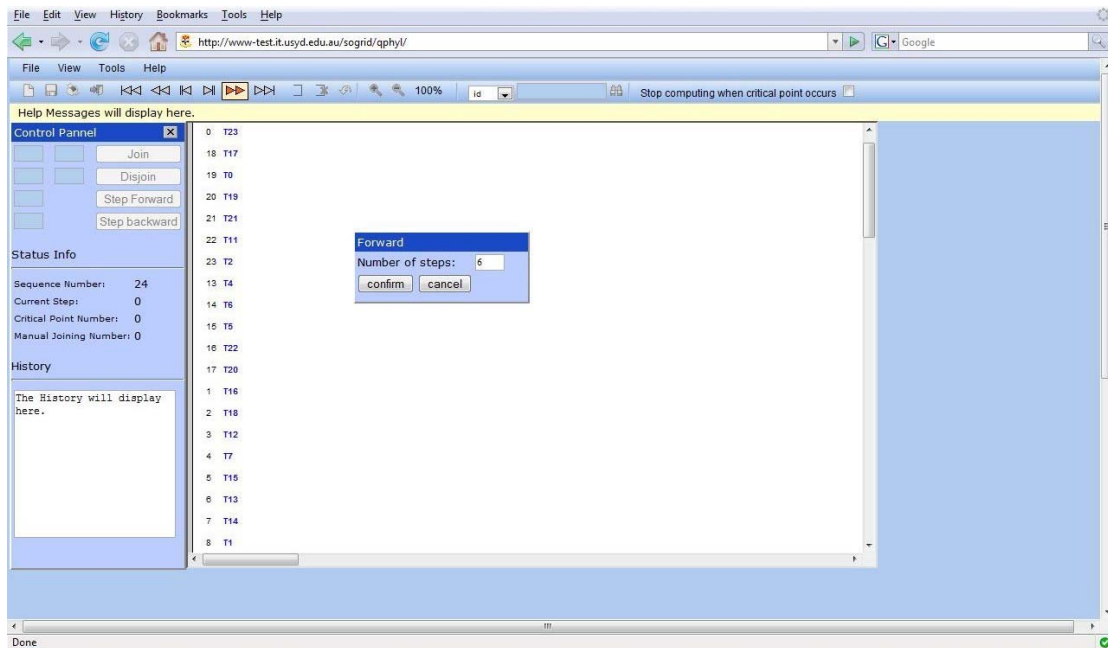 File Edit View History Bookmarks Tools Help
http://www-test.it.usyd.edu.au/sogrid/qphyl/
G Google
File View Tools Help
100% id Stop computing when critical point occurs
Help Messages will display here.
Control Pannel
Join
Disjoin
Step Forward
Step backward
Status Info
Sequence Number: 24
Current Step: 0
Critical Point Number: 0
Manual Joining Number: 0
History
The History will display
here.
0 T23
18 T17
19 T0
20 T19
21 T21
22 T11
23 T2
13 T4
14 T6
15 T5
16 T22
17 T20
1 T16
2 T18
3 T12
4 T7
5 T15
6 T13
7 T14
8 T1
Forward
Number of steps: 6
confirm cancel
Done